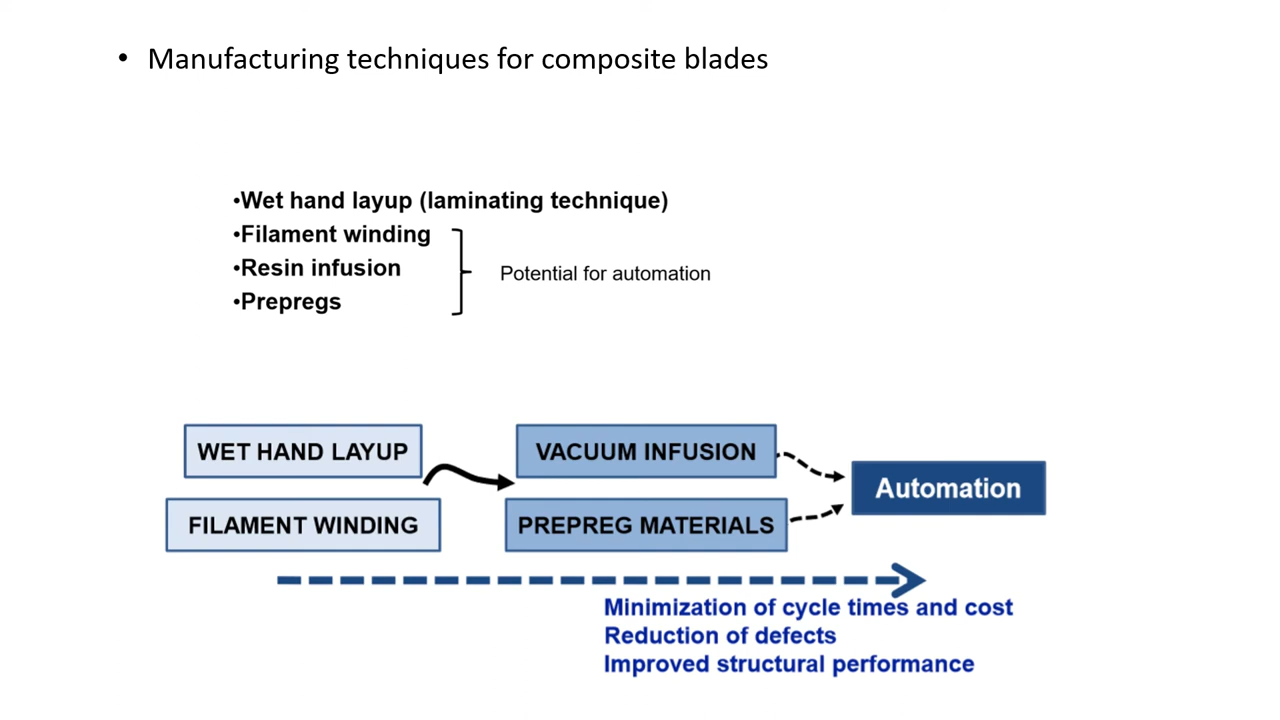 • Manufacturing techniques for composite blades
•Wet hand layup (laminating technique)
•Filament winding
•Resin infusion
•Prepregs
Potential for automation
WET HAND LAYUP
FILAMENT WINDING
VACUUM INFUSION
PREPREG MATERIALS
Automation
Minimization of cycle times and cost
Reduction of defects
Improved structural performance